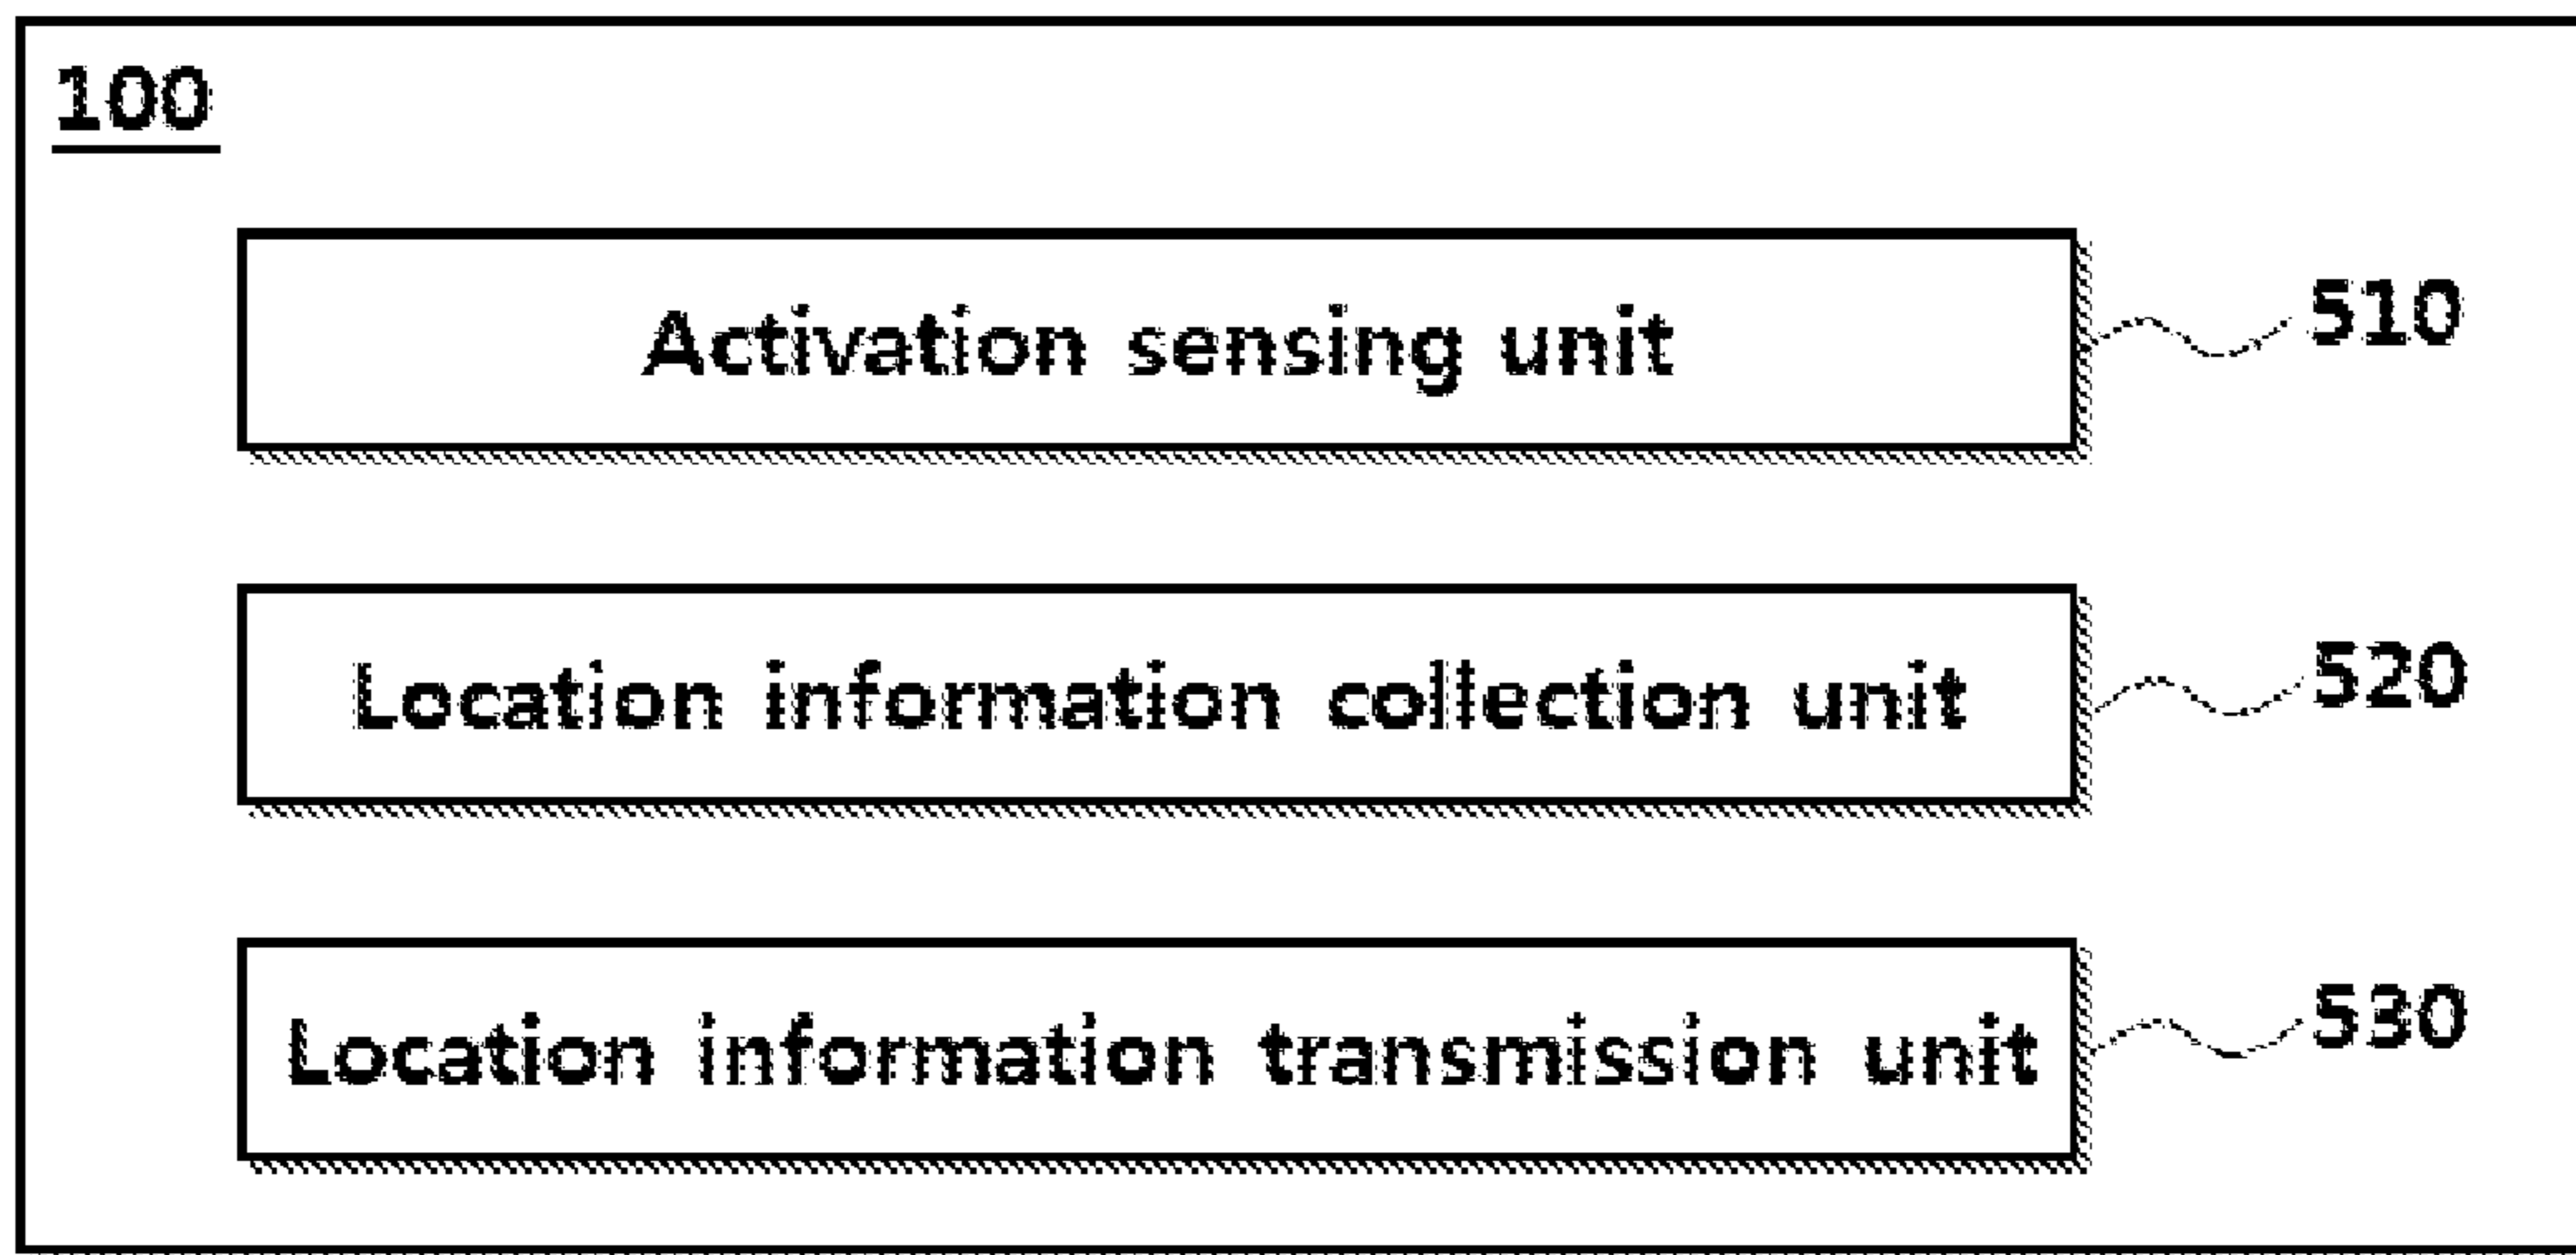 100
Activation sensing unit
510
Location information collection unit
520
Location information transmission unit
530